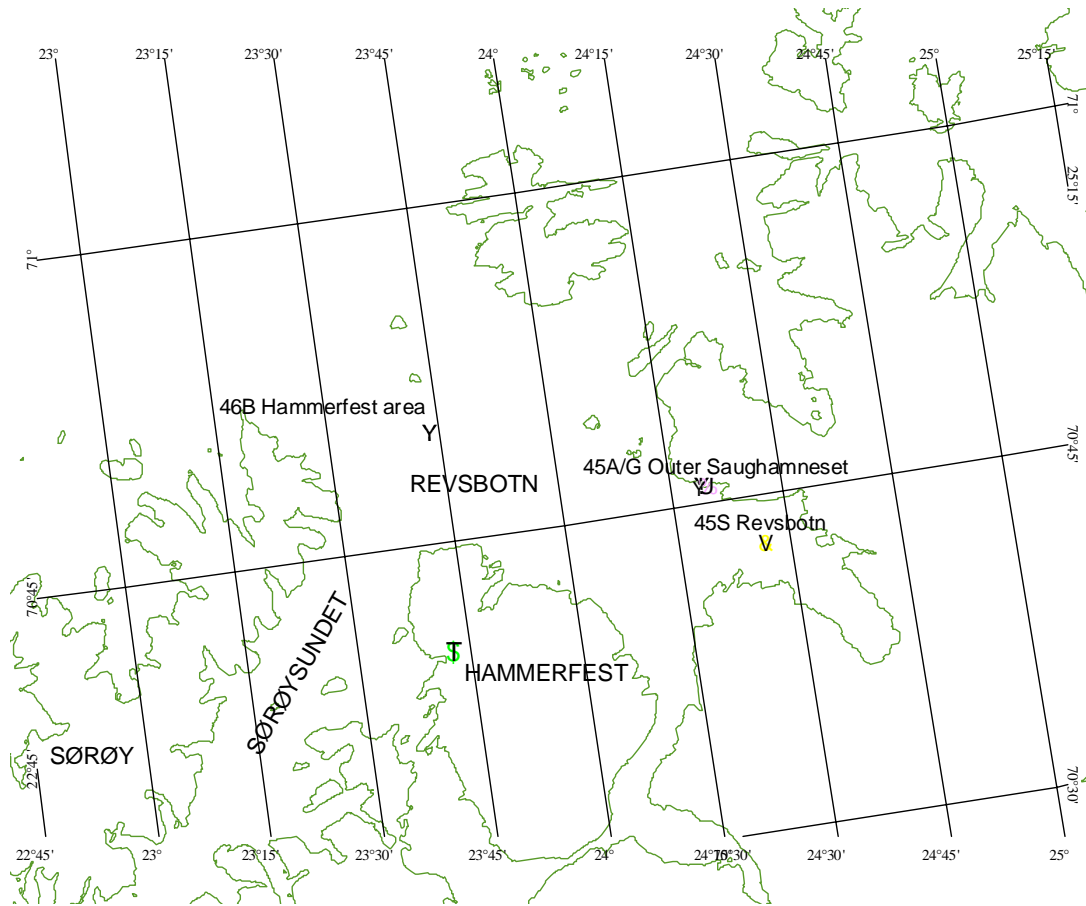 23° 23°15' 23°30' 23°45' 24° 24°15' 24°30' 24°45' 25° 25°15'
71°
25°15'
71°
46B Hammerfest area
Y
70°45'
45A/G Outer Saughamneset
REVSBOTN
45S Revsbotn
V
70°45'
SØRØYSUNDET
T
HAMMERFEST
SØRØY
22°45'
70°30'
22°45' 23° 23°15' 23°30' 23°45' 24° 24°30' 24°45' 25°